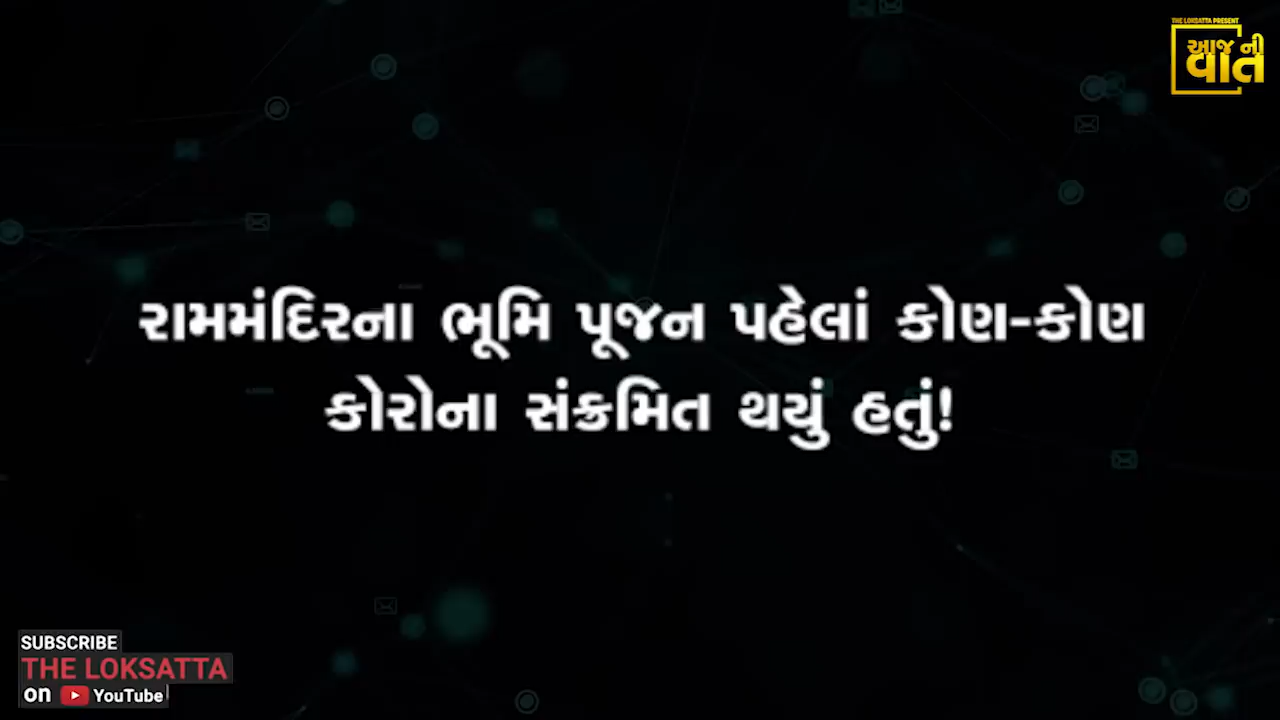 THE LOKSATTA PRESENT
આજ ની
વાત
રામમંદિરના ભૂમિ પૂજન પહેલાં કોણ-કોણ
કોરોના સંક્રમિત થયું હતું!
SUBSCRIBE
THE LOKSATTA
on YouTube